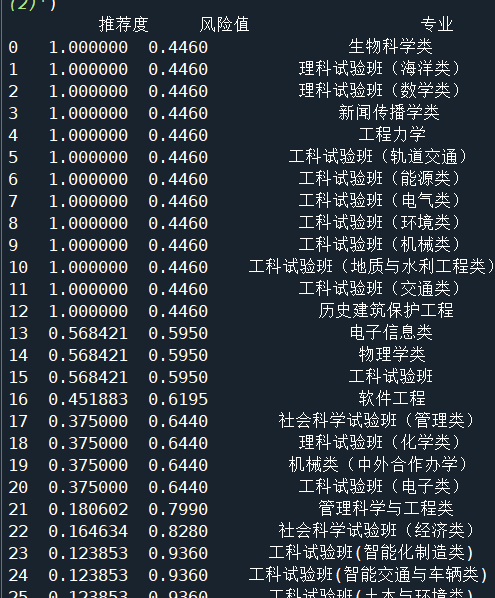 (2)')
推荐度 风险值 专业
0 1.000000 0.4460 生物科学类
1 1.000000 0.4460 理科试验班（海洋类）
2 1.000000 0.4460 理科试验班（数学类）
3 1.000000 0.4460 新闻传播学类
4 1.000000 0.4460 工程力学
5 1.000000 0.4460 工科试验班（轨道交通）
6 1.000000 0.4460 工科试验班（能源类）
7 1.000000 0.4460 工科试验班（电气类）
8 1.000000 0.4460 工科试验班（环境类）
9 1.000000 0.4460 工科试验班（机械类）
10 1.000000 0.4460 工科试验班（地质与水利工程类）
11 1.000000 0.4460 工科试验班（交通类）
12 1.000000 0.4460 历史建筑保护工程
13 0.568421 0.5950 电子信息类
14 0.568421 0.5950 物理学类
15 0.568421 0.5950 工科试验班
16 0.451883 0.6195 软件工程
17 0.375000 0.6440 社会科学试验班（管理类）
18 0.375000 0.6440 理科试验班（化学类）
19 0.375000 0.6440 机械类（中外合作办学）
20 0.375000 0.6440 工科试验班（电子类）
21 0.180602 0.7990 管理科学与工程类
22 0.164634 0.8280 社会科学试验班（经济类）
23 0.123853 0.9360 工科试验班(智能化制造类)
24 0.123853 0.9360 工科试验班(智能交通与车辆类)
25 0.123853 0.9360 工科试验班(土木与环境类)